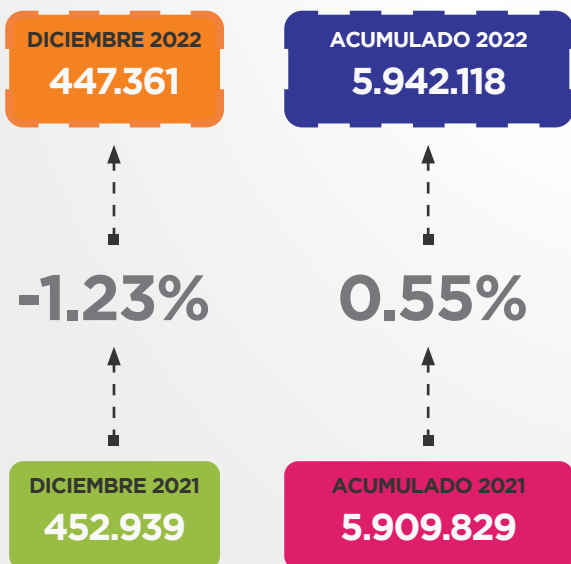 DICIEMBRE 2022
447.361
ACUMULADO 2022
5.942.118
-1.23%
0.55%
DICIEMBRE 2021
452.939
ACUMULADO 2021
5.909.829